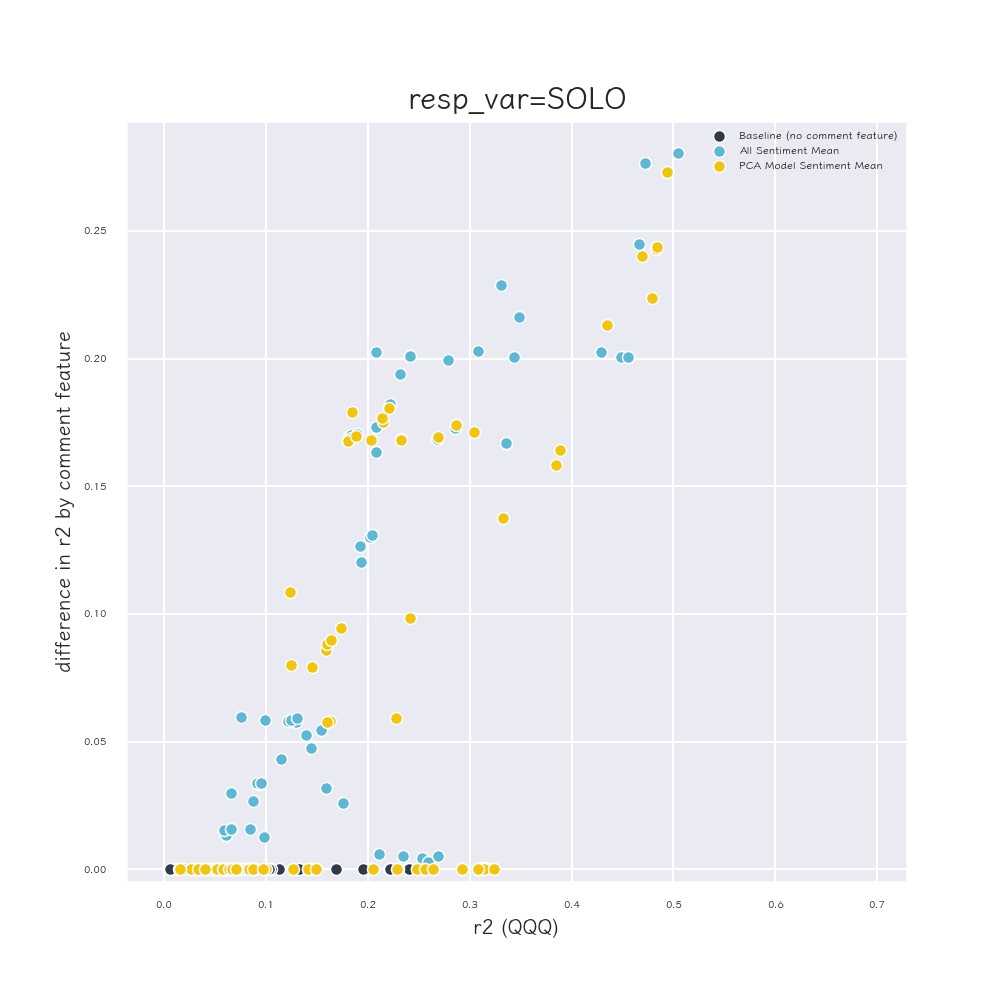 resp_var=SOLO
Baseline (no comment feature)
All Sentiment Mean
PCA Model Sentiment Mean
difference in r2 by comment feature
0.25
0.20
0.15
0.10
0.05
0.00
0.0 0.1 0.2 0.3 0.4 0.5 0.6 0.7
r2 (QQQ)